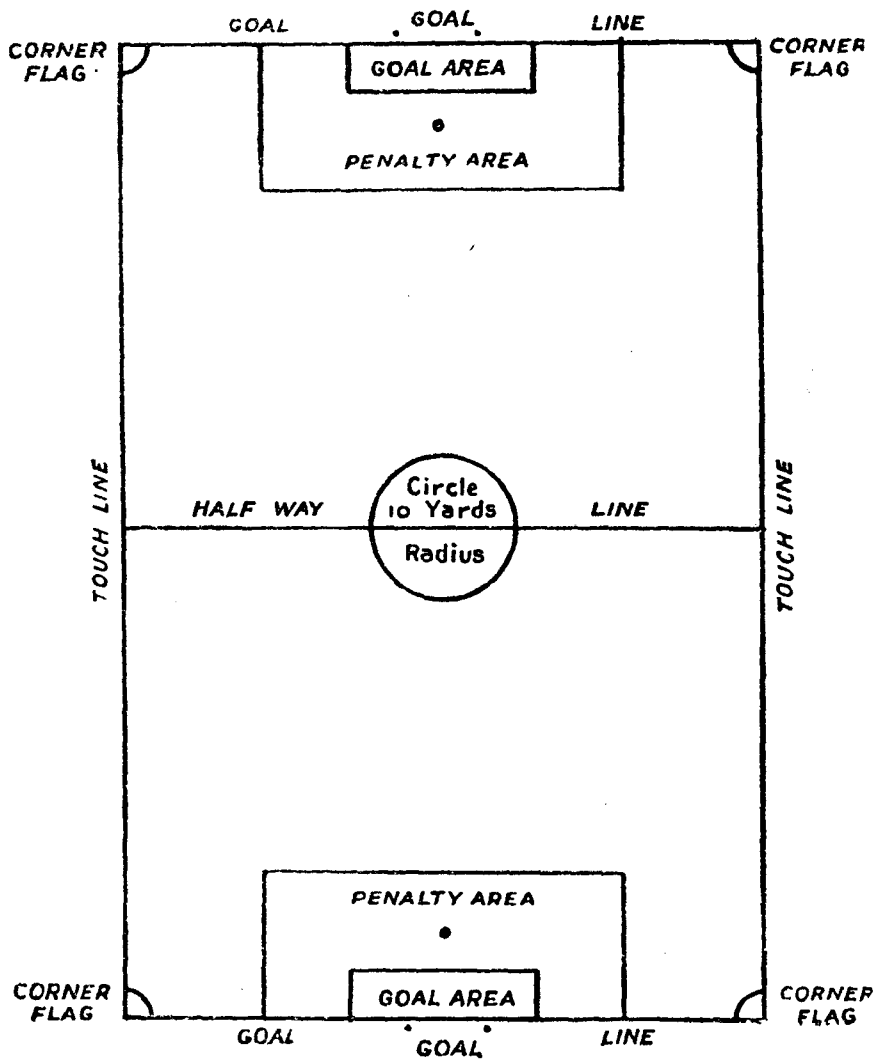 GOAL GOAL LINE
CORNER FLAG
CORNER FLAG
GOAL AREA
PENALTY AREA
TOUCH LINE
HALF WAY LINE
Circle
10 Yards
Radius
TOUCH LINE
PENALTY AREA
GOAL AREA
CORNER FLAG
CORNER FLAG
GOAL LINE
GOAL